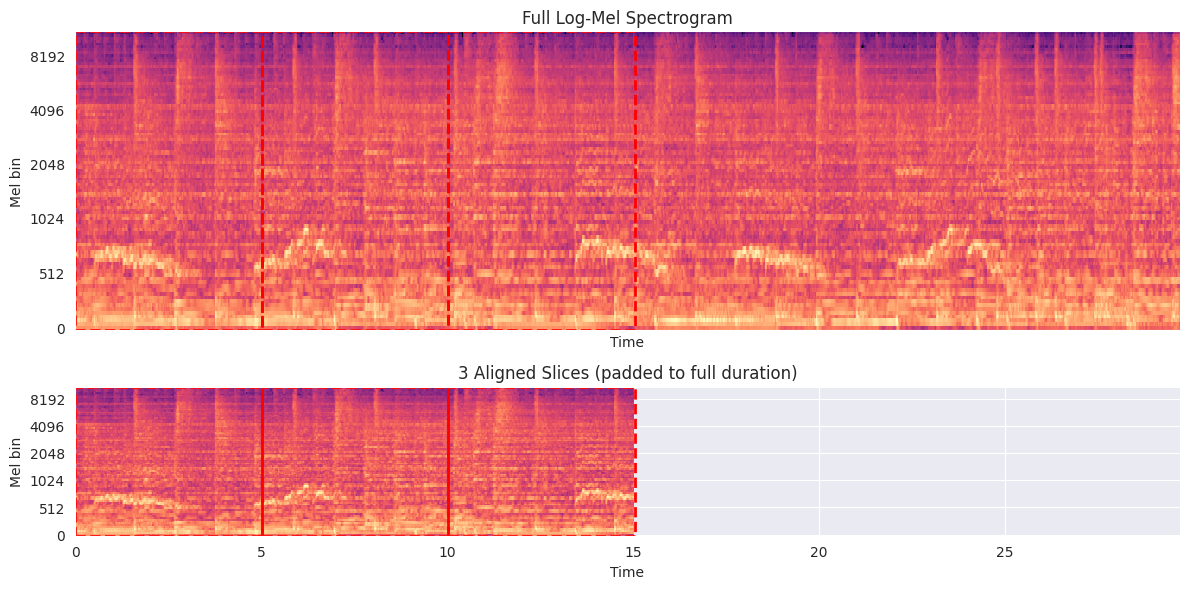 Full Log-Mel Spectrogram
8192
4096
2048
1024
512
0
Mel bin
Time
3 Aligned Slices (padded to full duration)
8192
4096
2048
1024
512
0
Mel bin
0 5 10 15 20 25
Time